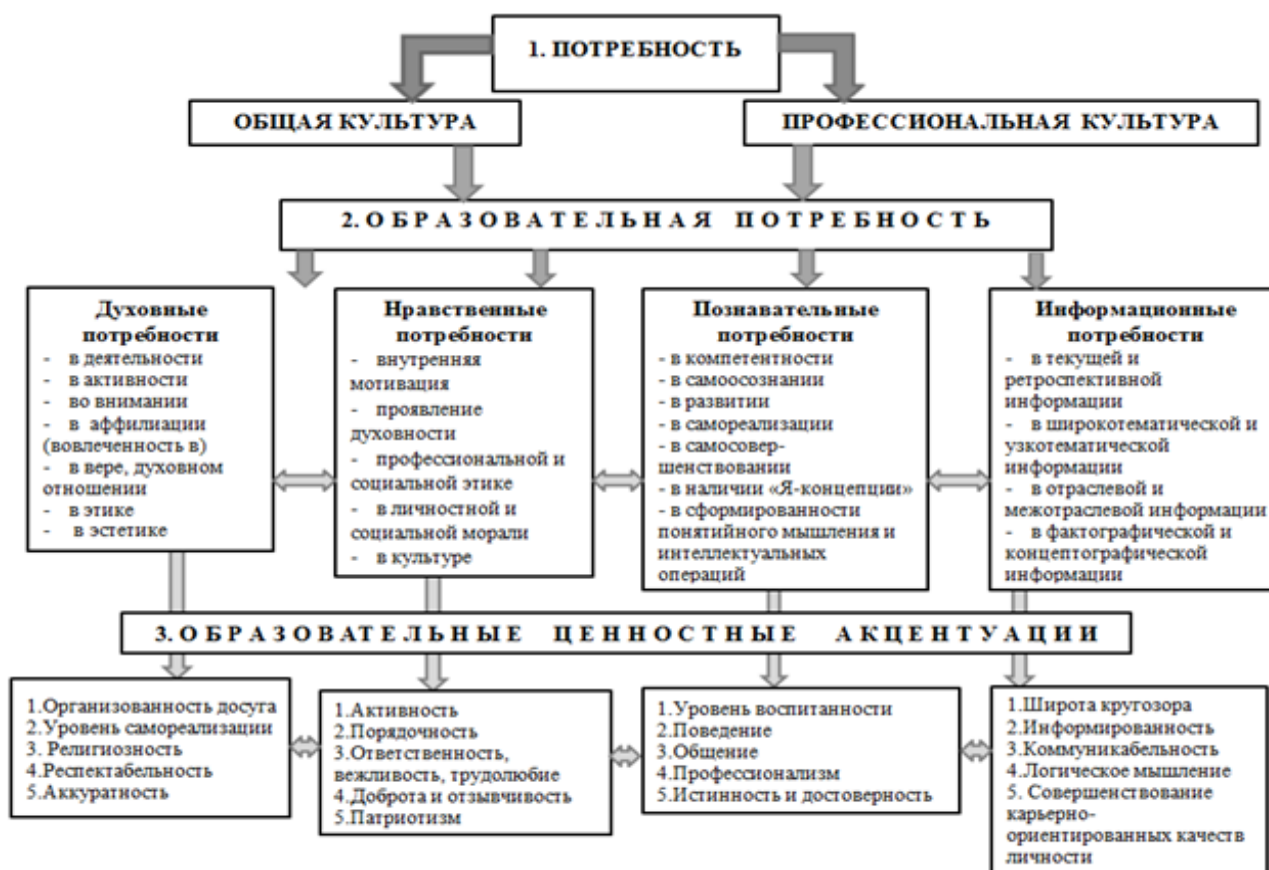 1. ПОТРЕБНОСТЬ
ОБЩАЯ КУЛЬТУРА
ПРОФЕССИОНАЛЬНАЯ КУЛЬТУРА
2. ОБРАЗОВАТЕЛЬНАЯ ПОТРЕБНОСТЬ
Духовные
потребности
- в деятельности
- в активности
- во внимании
- в аффилиации
(вовлеченность в)
- в вере, духовном
отношении
- в этике
- в эстетике
Нравственные
потребности
- внутренняя
мотивация
- проявление
духовности
- профессиональной и
социальной этике
- в личностной и
социальной морали
- в культуре
Познавательные
потребности
- в компетентности
- в самоосознании
- в развитии
- в самореализации
- в самосовер-
шенствовании
- в наличии «Я-концепции»
- в сформированности
понятийного мышления и
интеллектуальных
операций
Информационные
потребности
- в текущей и
ретроспективной
информации
- в широкотематической и
узкотематической
информации
- в отраслевой и
межотраслевой информации
- в фактографической и
концептографической
информации
3. ОБРАЗОВАТЕЛЬНЫЕ ЦЕННОСТНЫЕ АКЦЕНТУАЦИИ
1.Организованность досуга
2.Уровень самореализации
3. Религиозность
4.Респектабельность
5.Аккуратность
1.Активность
2.Порядочность
3.Ответственность,
вежливость, трудолюбие
4.Доброта и отзывчивость
5.Патриотизм
1.Уровень воспитанности
2.Поведение
3.Общение
4.Профессионализм
5.Истинность и достоверность
1.Широта кругозора
2.Информированность
3.Коммуникабельность
4.Логическое мышление
5. Совершенствование
карьерно-
ориентированных качеств
личности